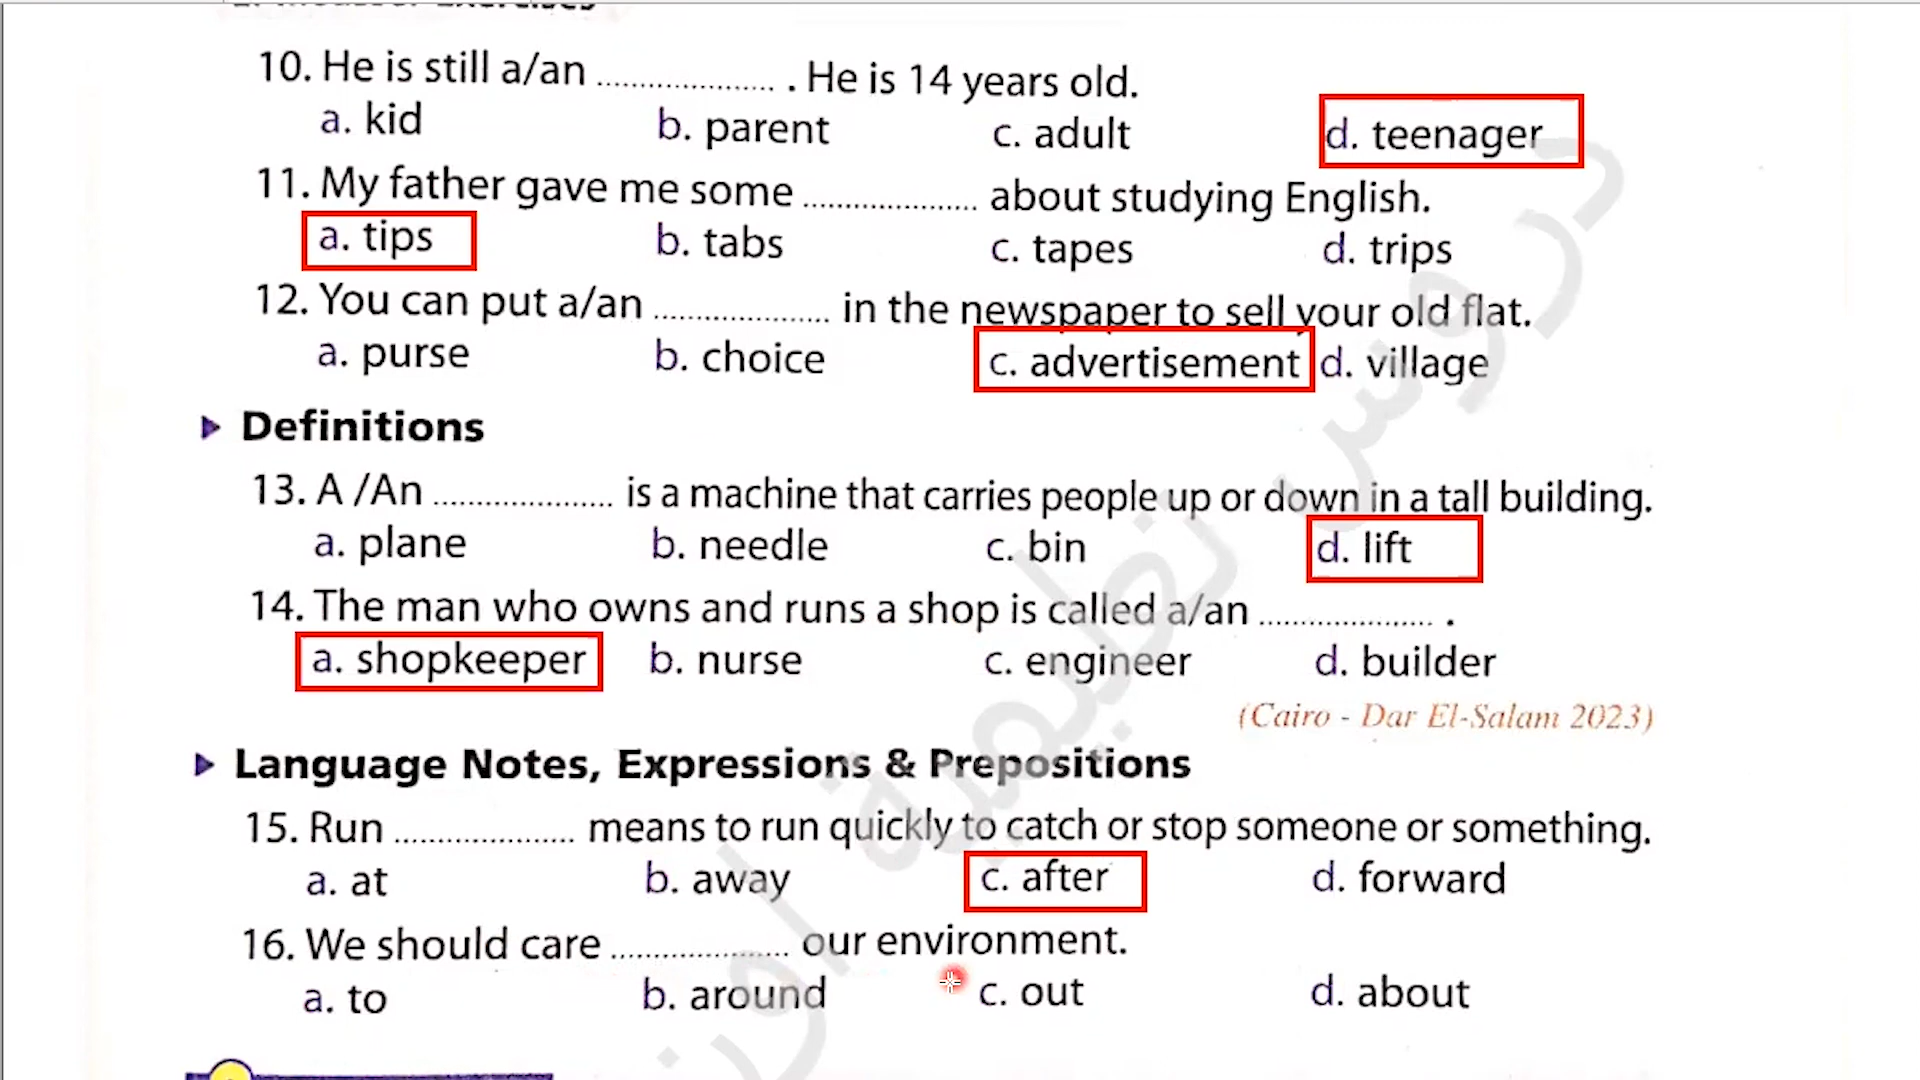 10. He is still a/an .................... . He is 14 years old.
a. kid b. parent c. adult d. teenager
11. My father gave me some .................... about studying English.
a. tips b. tabs c. tapes d. trips
12. You can put a/an .................... in the newspaper to sell your old flat.
a. purse b. choice c. advertisement d. village
Definitions
13. A /An .................... is a machine that carries people up or down in a tall building.
a. plane b. needle c. bin d. lift
14. The man who owns and runs a shop is called a/an .................... .
a. shopkeeper b. nurse c. engineer d. builder
(Cairo - Dar El-Salam 2023)
Language Notes, Expressions & Prepositions
15. Run .................... means to run quickly to catch or stop someone or something.
a. at b. away c. after d. forward
16. We should care .................... our environment.
a. to b. around c. out d. about
دروس تعليمية اون